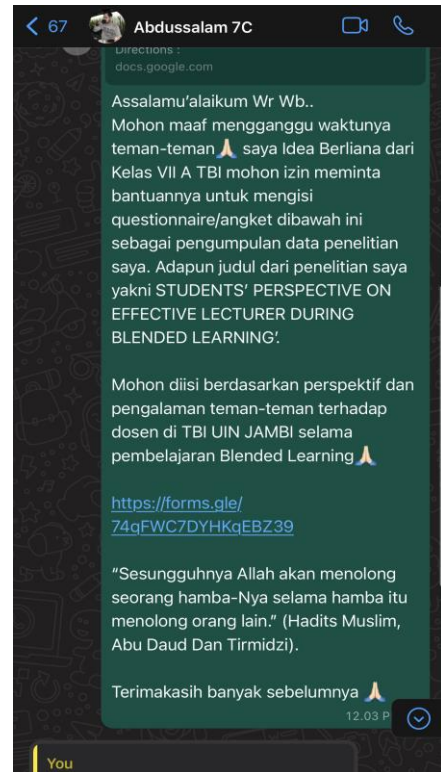 67
Abdussalam 7C
Directions :
docs.google.com
Assalamu'alaikum Wr Wb..
Mohon maaf mengganggu waktunya
teman-teman🙏🏻 saya Idea Berliana dari
Kelas VII A TBI mohon izin meminta
bantuannya untuk mengisi
questionnaire/angket dibawah ini
sebagai pengumpulan data penelitian
saya. Adapun judul dari penelitian saya
yakni STUDENTS' PERSPECTIVE ON
EFFECTIVE LECTURER DURING
BLENDED LEARNING'.
Mohon diisi berdasarkan perspektif dan
pengalaman teman-teman terhadap
dosen di TBI UIN JAMBI selama
pembelajaran Blended Learning🙏🏻
https://forms.gle/
74qFWC7DYHKqEBZ39
"Sesungguhnya Allah akan menolong
seorang hamba-Nya selama hamba itu
menolong orang lain." (Hadits Muslim,
Abu Daud Dan Tirmidzi).
Terimakasih banyak sebelumnya 🙏🏻
12.03 P
You